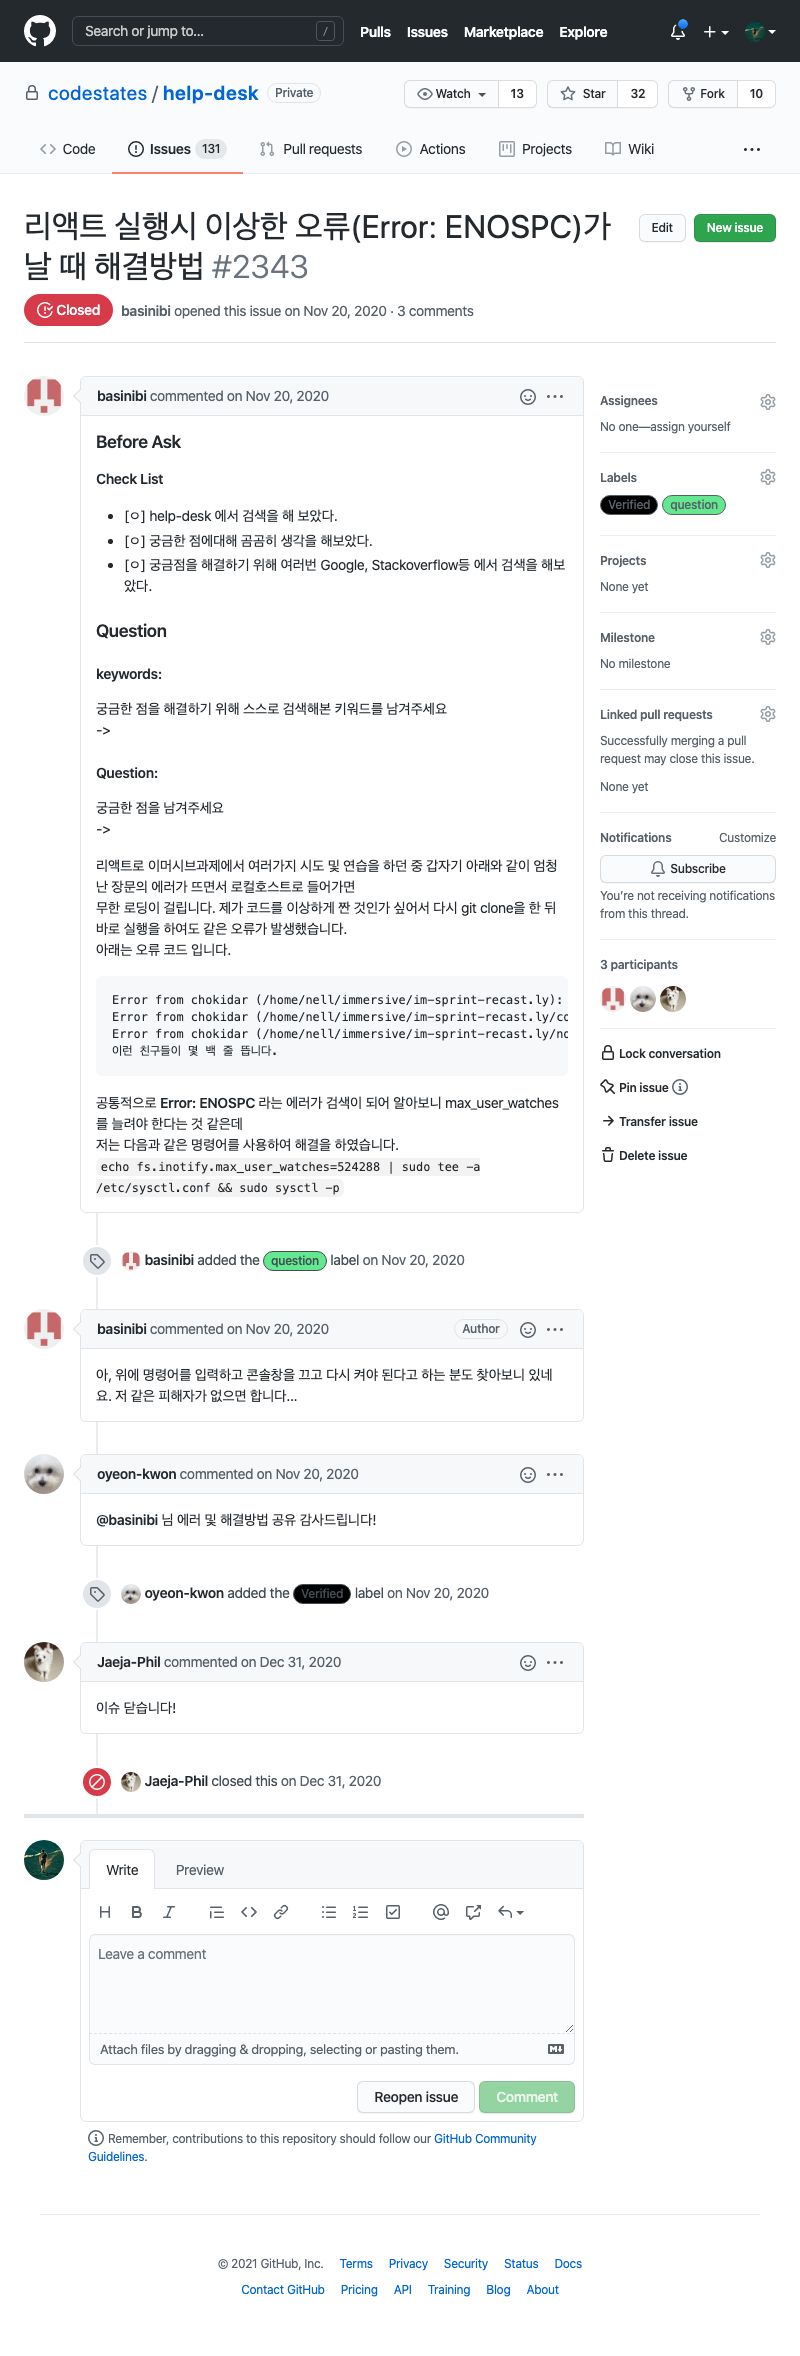 Search or jump to... /
Pulls Issues Marketplace Explore
codestates / help-desk Private
Watch 13 Star 32 Fork 10
Code Issues 131 Pull requests Actions Projects Wiki ...
리액트 실행시 이상한 오류(Error: ENOSPC)가
날 때 해결방법 #2343
Edit New issue
Closed basinibi opened this issue on Nov 20, 2020 · 3 comments
basinibi commented on Nov 20, 2020
Before Ask
Check List
• [ㅇ] help-desk 에서 검색을 해 보았다.
• [ㅇ] 궁금한 점에대해 곰곰히 생각을 해보았다.
• [ㅇ] 궁금점을 해결하기 위해 여러번 Google, Stackoverflow등 에서 검색을 해보
았다.
Question
keywords:
궁금한 점을 해결하기 위해 스스로 검색해본 키워드를 남겨주세요
->
Question:
궁금한 점을 남겨주세요
->
리액트로 이머시브과제에서 여러가지 시도 및 연습을 하던 중 갑자기 아래와 같이 엄청
난 장문의 에러가 뜨면서 로컬호스트로 들어가면
무한 로딩이 걸립니다. 제가 코드를 이상하게 짠 것인가 싶어서 다시 git clone을 한 뒤
바로 실행을 하여도 같은 오류가 발생했습니다.
아래는 오류 코드 입니다.
Error from chokidar (/home/nell/immersive/im-sprint-recast.ly):
Error from chokidar (/home/nell/immersive/im-sprint-recast.ly/co
Error from chokidar (/home/nell/immersive/im-sprint-recast.ly/no
이런 친구들이 몇 백 줄 뜹니다.
공통적으로 Error: ENOSPC 라는 에러가 검색이 되어 알아보니 max_user_watches
를 늘려야 한다는 것 같은데
저는 다음과 같은 명령어를 사용하여 해결을 하였습니다.
echo fs.inotify.max_user_watches=524288 | sudo tee -a
/etc/sysctl.conf && sudo sysctl -p
basinibi added the question label on Nov 20, 2020
basinibi commented on Nov 20, 2020 Author
아, 위에 명령어를 입력하고 콘솔창을 끄고 다시 켜야 된다고 하는 분도 찾아보니 있네
요. 저 같은 피해자가 없으면 합니다...
oyeon-kwon commented on Nov 20, 2020
@basinibi 님 에러 및 해결방법 공유 감사드립니다!
oyeon-kwon added the Verified label on Nov 20, 2020
Jaeja-Phil commented on Dec 31, 2020
이슈 닫습니다!
Jaeja-Phil closed this on Dec 31, 2020
Write Preview
H B I
Leave a comment
Attach files by dragging & dropping, selecting or pasting them.
Reopen issue Comment
Remember, contributions to this repository should follow our GitHub Community
Guidelines.
Assignees
No one—assign yourself
Labels
Verified question
Projects
None yet
Milestone
No milestone
Linked pull requests
Successfully merging a pull
request may close this issue.
None yet
Notifications Customize
Subscribe
You're not receiving notifications
from this thread.
3 participants
Lock conversation
Pin issue
Transfer issue
Delete issue
© 2021 GitHub, Inc. Terms Privacy Security Status Docs
Contact GitHub Pricing API Training Blog About